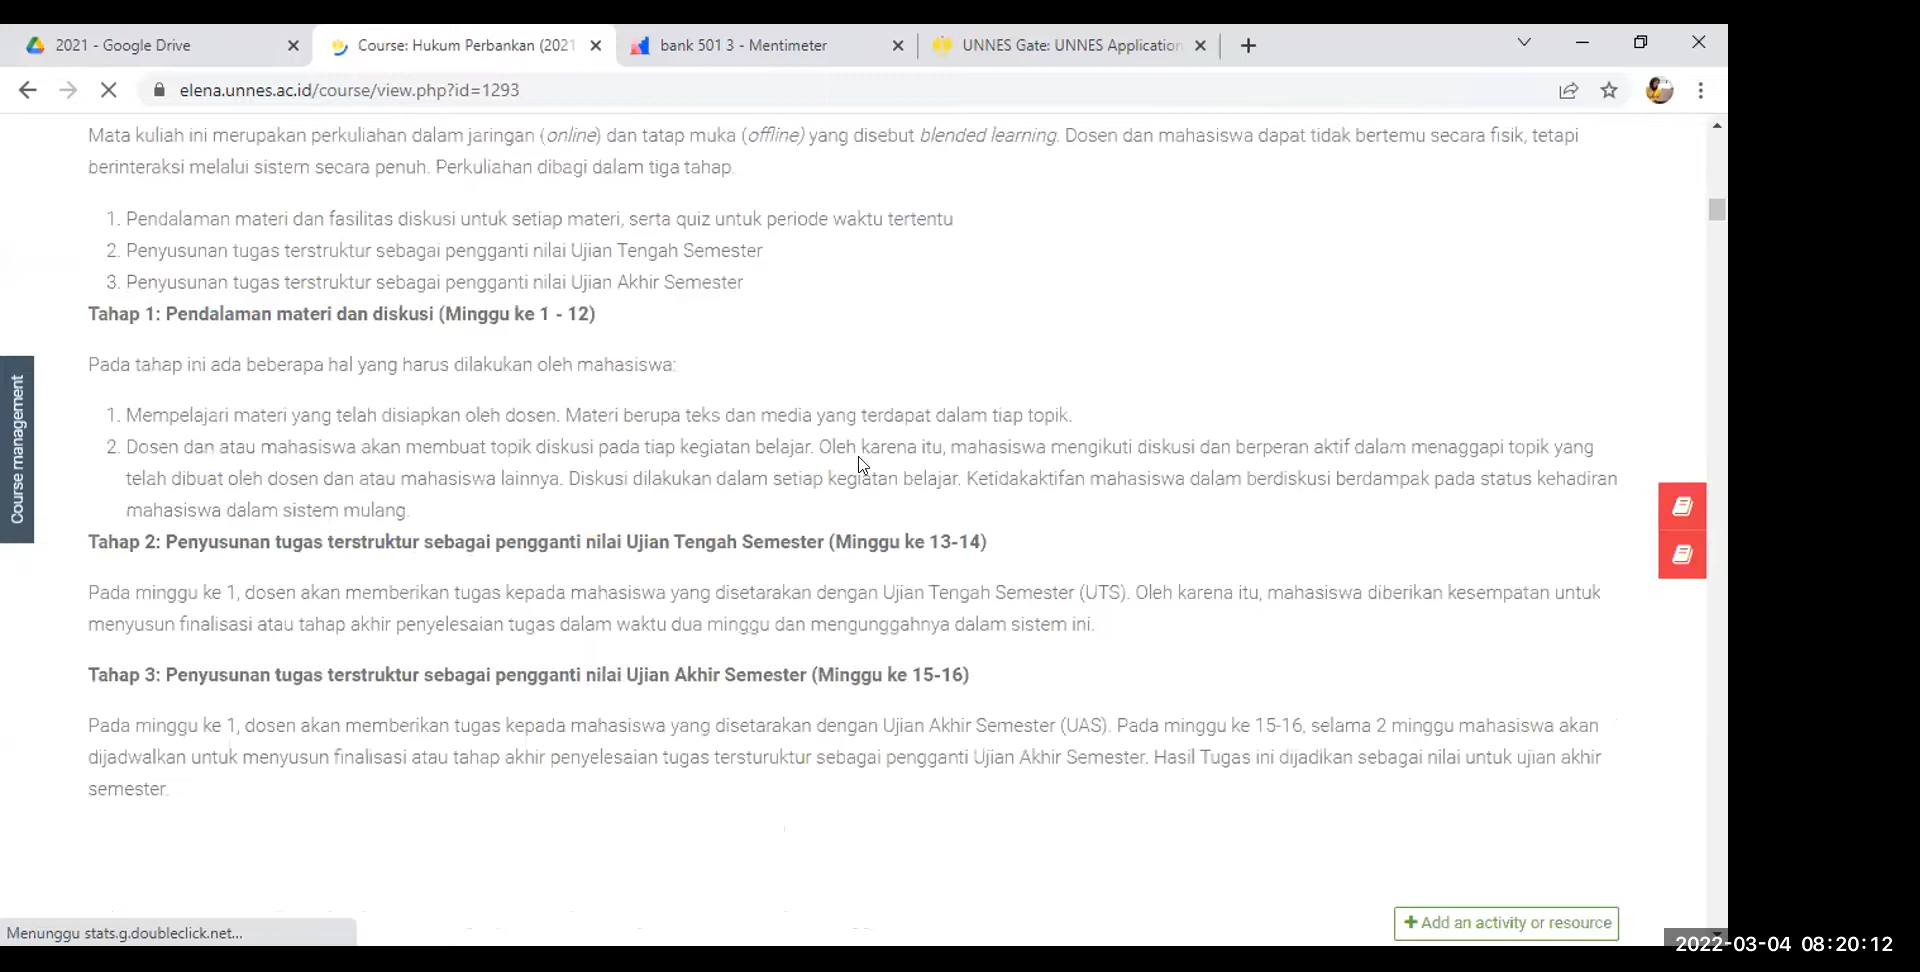 2021 - Google Drive
Course: Hukum Perbankan (2021
bank 501 3 - Mentimeter
UNNES Gate: UNNES Application
elena.unnes.ac.id/course/view.php?id=1293
Mata kuliah ini merupakan perkuliahan dalam jaringan (online) dan tatap muka (offline) yang disebut blended learning. Dosen dan mahasiswa dapat tidak bertemu secara fisik, tetapi
berinteraksi melalui sistem secara penuh. Perkuliahan dibagi dalam tiga tahap.
1. Pendalaman materi dan fasilitas diskusi untuk setiap materi, serta quiz untuk periode waktu tertentu
2. Penyusunan tugas terstruktur sebagai pengganti nilai Ujian Tengah Semester
3. Penyusunan tugas terstruktur sebagai pengganti nilai Ujian Akhir Semester
Tahap 1: Pendalaman materi dan diskusi (Minggu ke 1 - 12)
Pada tahap ini ada beberapa hal yang harus dilakukan oleh mahasiswa:
1. Mempelajari materi yang telah disiapkan oleh dosen. Materi berupa teks dan media yang terdapat dalam tiap topik.
2. Dosen dan atau mahasiswa akan membuat topik diskusi pada tiap kegiatan belajar. Oleh karena itu, mahasiswa mengikuti diskusi dan berperan aktif dalam menaggapi topik yang
telah dibuat oleh dosen dan atau mahasiswa lainnya. Diskusi dilakukan dalam setiap kegiatan belajar. Ketidakaktifan mahasiswa dalam berdiskusi berdampak pada status kehadiran
mahasiswa dalam sistem mulang.
Course management
Tahap 2: Penyusunan tugas terstruktur sebagai pengganti nilai Ujian Tengah Semester (Minggu ke 13-14)
Pada minggu ke 1, dosen akan memberikan tugas kepada mahasiswa yang disetarakan dengan Ujian Tengah Semester (UTS). Oleh karena itu, mahasiswa diberikan kesempatan untuk
menyusun finalisasi atau tahap akhir penyelesaian tugas dalam waktu dua minggu dan mengunggahnya dalam sistem ini.
Tahap 3: Penyusunan tugas terstruktur sebagai pengganti nilai Ujian Akhir Semester (Minggu ke 15-16)
Pada minggu ke 1, dosen akan memberikan tugas kepada mahasiswa yang disetarakan dengan Ujian Akhir Semester (UAS). Pada minggu ke 15-16, selama 2 minggu mahasiswa akan
dijadwalkan untuk menyusun finalisasi atau tahap akhir penyelesaian tugas tersturuktur sebagai pengganti Ujian Akhir Semester. Hasil Tugas ini dijadikan sebagai nilai untuk ujian akhir
semester.
+ Add an activity or resource
Menunggu stats.g.doubleclick.net...
2022-03-04 08:20:12